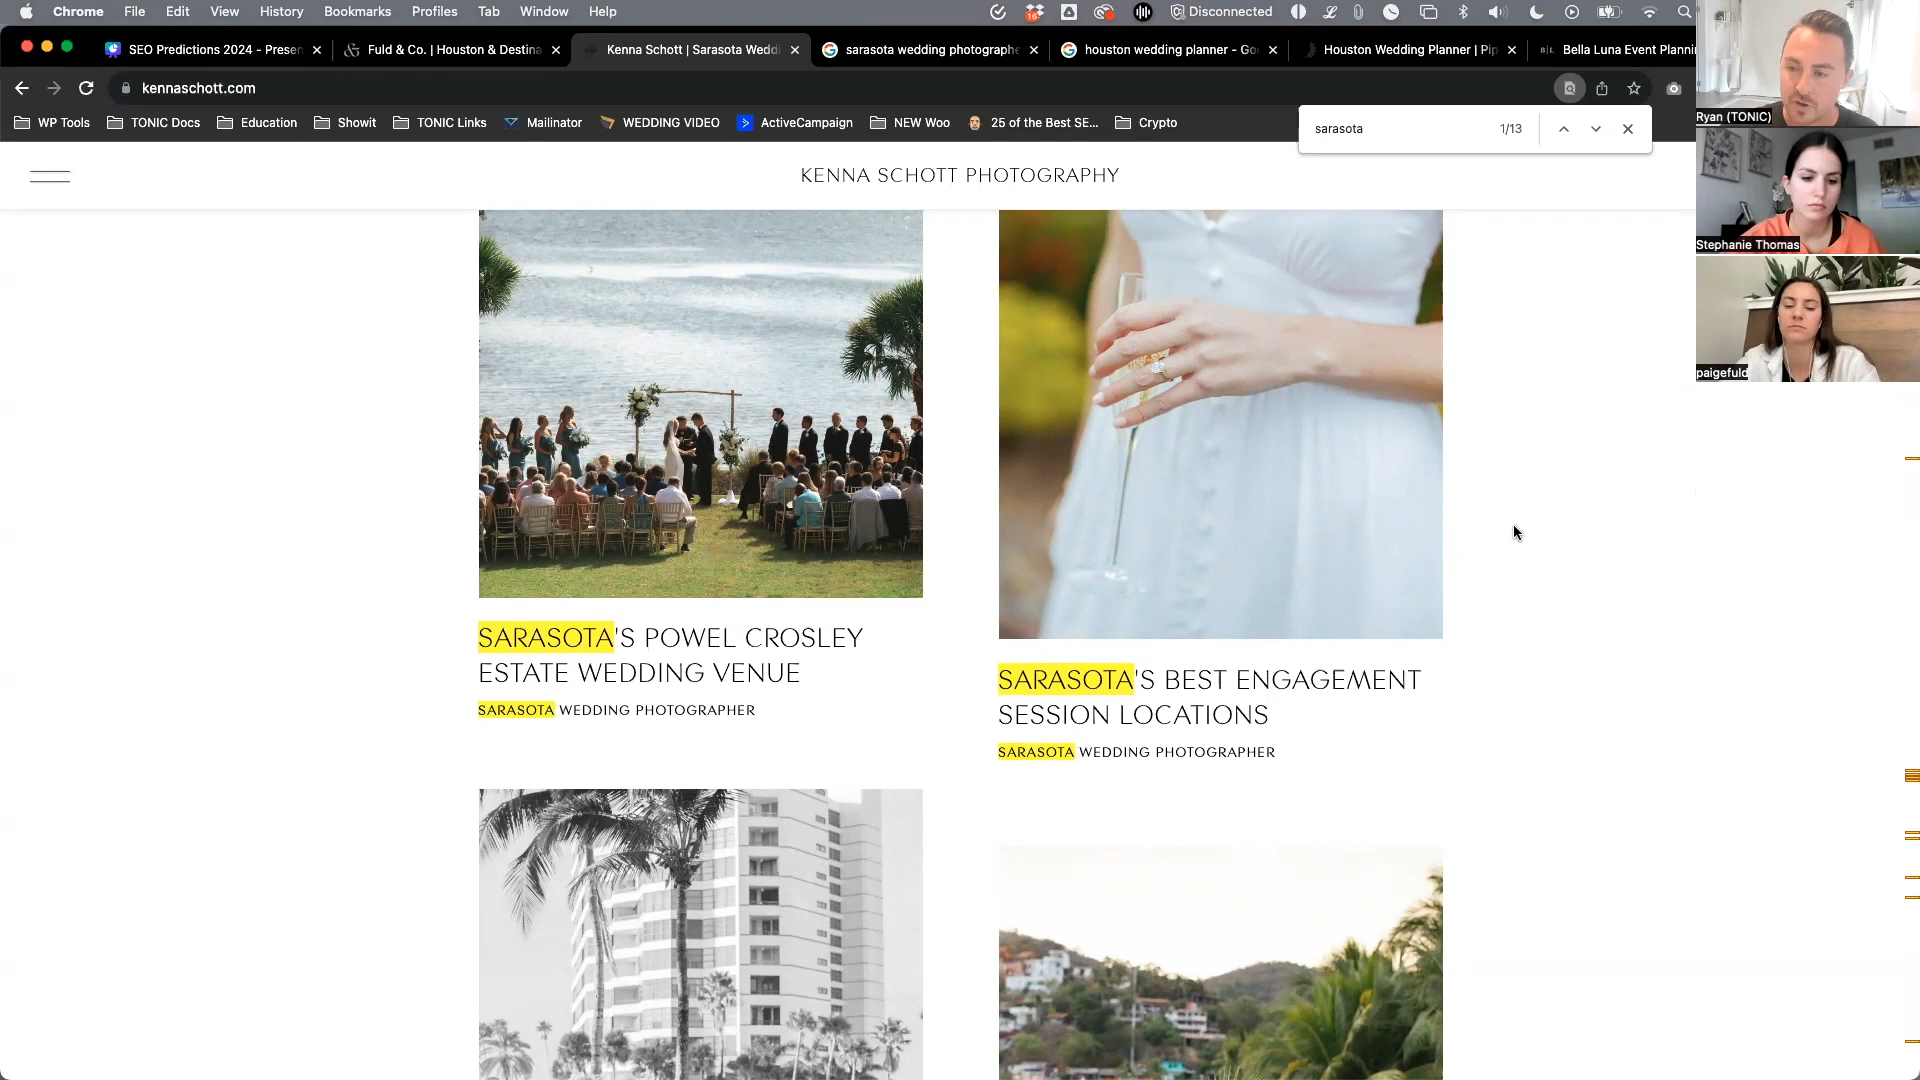 Chrome File Edit View History Bookmarks Profiles Tab Window Help
16
Disconnected
SEO Predictions 2024 - Presen
Fuld & Co. | Houston & Destina
Kenna Schott | Sarasota Weddi
sarasota wedding photographe
houston wedding planner - Go
Houston Wedding Planner | Pip
B|L Bella Luna Event Planni
kennaschott.com
WP Tools
TONIC Docs
Education
Showit
TONIC Links
Mailinator
WEDDING VIDEO
ActiveCampaign
NEW Woo
25 of the Best SE...
Crypto
sarasota 1/13
KENNA SCHOTT PHOTOGRAPHY
SARASOTA'S POWEL CROSLEY
ESTATE WEDDING VENUE
SARASOTA WEDDING PHOTOGRAPHER
SARASOTA'S BEST ENGAGEMENT
SESSION LOCATIONS
SARASOTA WEDDING PHOTOGRAPHER
Ryan (TONIC)
Stephanie Thomas
paigefuld